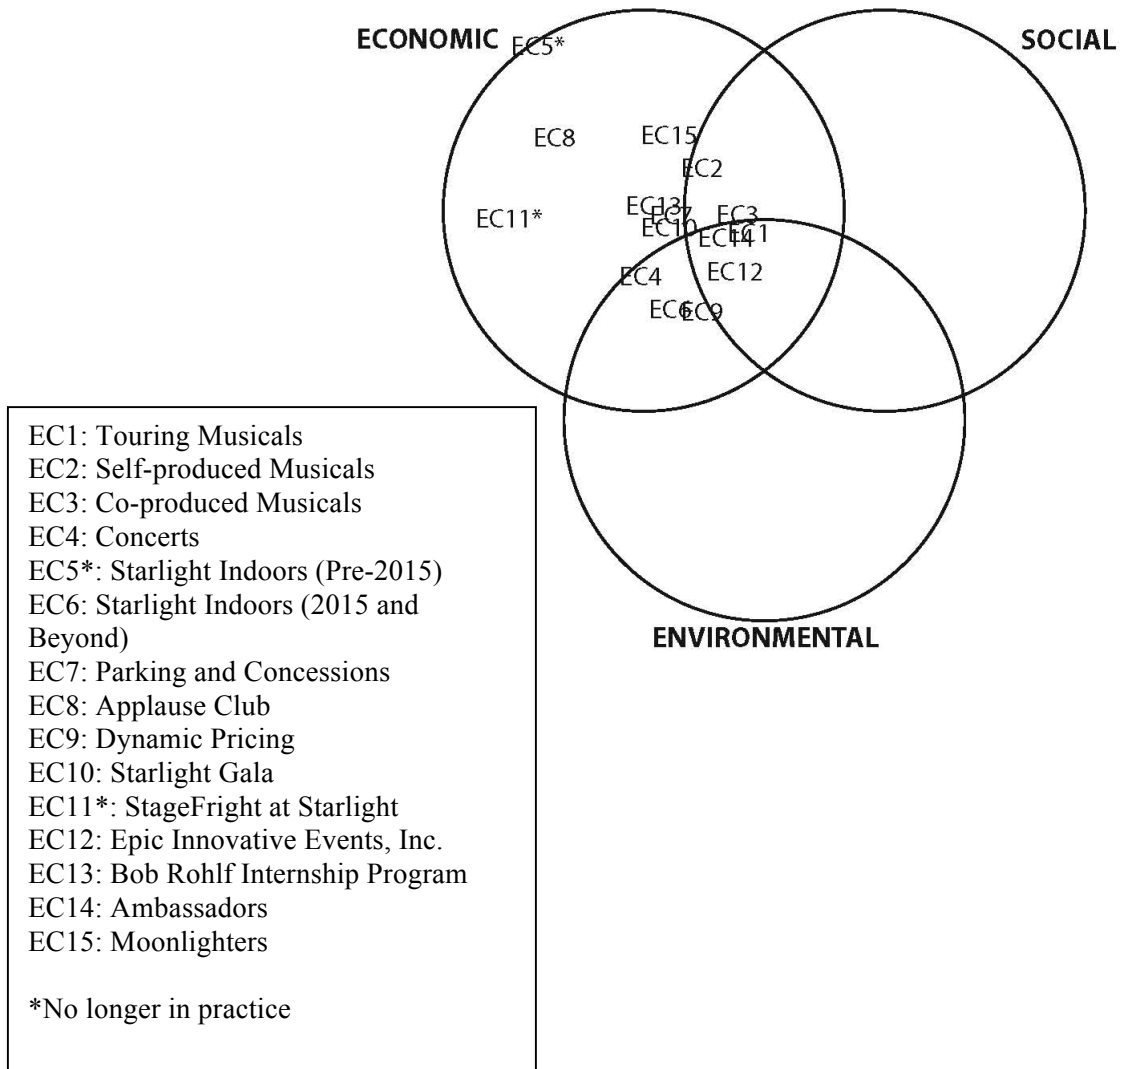 ECONOMIC
SOCIAL
EC5*
EC8
EC15
EC2
EC13
EC11*
EC7
EC3
EC10
EC14
EC1
EC4
EC12
EC6
EC9
ENVIRONMENTAL
EC1: Touring Musicals
EC2: Self-produced Musicals
EC3: Co-produced Musicals
EC4: Concerts
EC5*: Starlight Indoors (Pre-2015)
EC6: Starlight Indoors (2015 and
Beyond)
EC7: Parking and Concessions
EC8: Applause Club
EC9: Dynamic Pricing
EC10: Starlight Gala
EC11*: StageFright at Starlight
EC12: Epic Innovative Events, Inc.
EC13: Bob Rohlf Internship Program
EC14: Ambassadors
EC15: Moonlighters
*No longer in practice